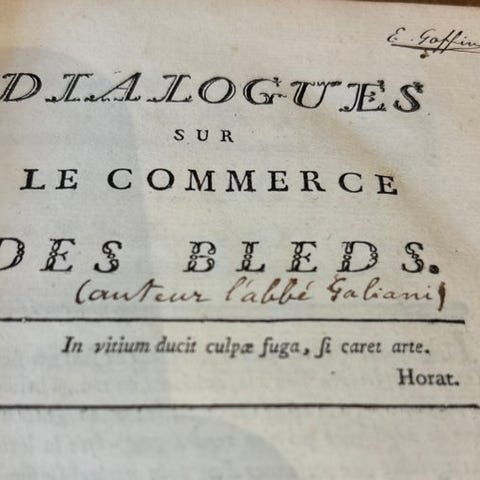 E. Goffin
DIALOGUES
SUR
LE COMMERCE
DES BLEDS.
(auteur l'abbé Galiani)
In vitium ducit culpæ fuga, ſi caret arte.
Horat.